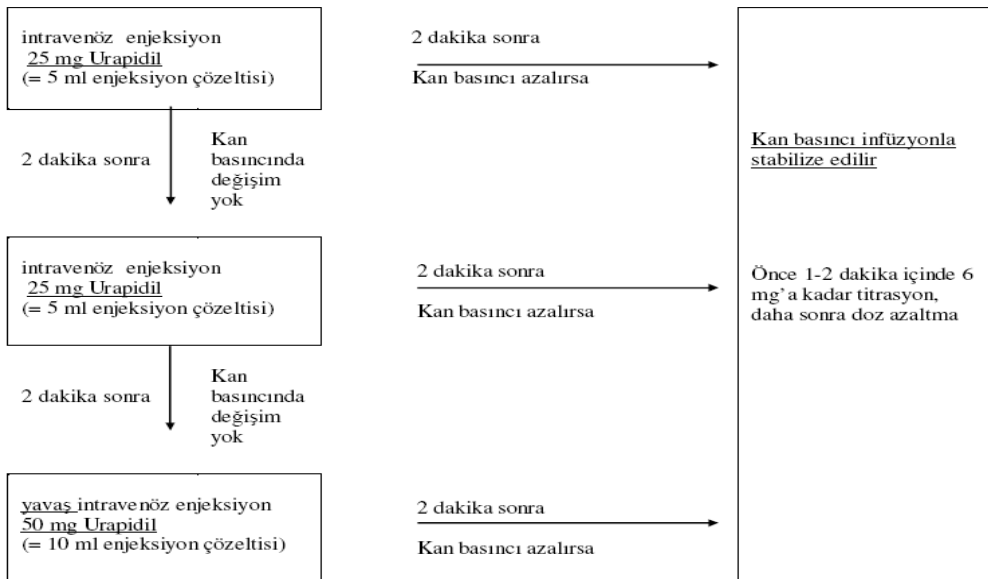 intravenöz enjeksiyon
25 mg Urapidil
(= 5 ml enjeksiyon çözeltisi)
2 dakika sonra
Kan basıncı azalırsa
2 dakika sonra
Kan
basıncında
değişim
yok
Kan basıncı infüzyonla
stabilize edilir
intravenöz enjeksiyon
25 mg Urapidil
(= 5 ml enjeksiyon çözeltisi)
2 dakika sonra
Kan basıncı azalırsa
Önce 1-2 dakika içinde 6
mg'a kadar titrasyon,
daha sonra doz azaltma
2 dakika sonra
Kan
basıncında
değişim
yok
yavaş intravenöz enjeksiyon
50 mg Urapidil
(= 10 ml enjeksiyon çözeltisi)
2 dakika sonra
Kan basıncı azalırsa